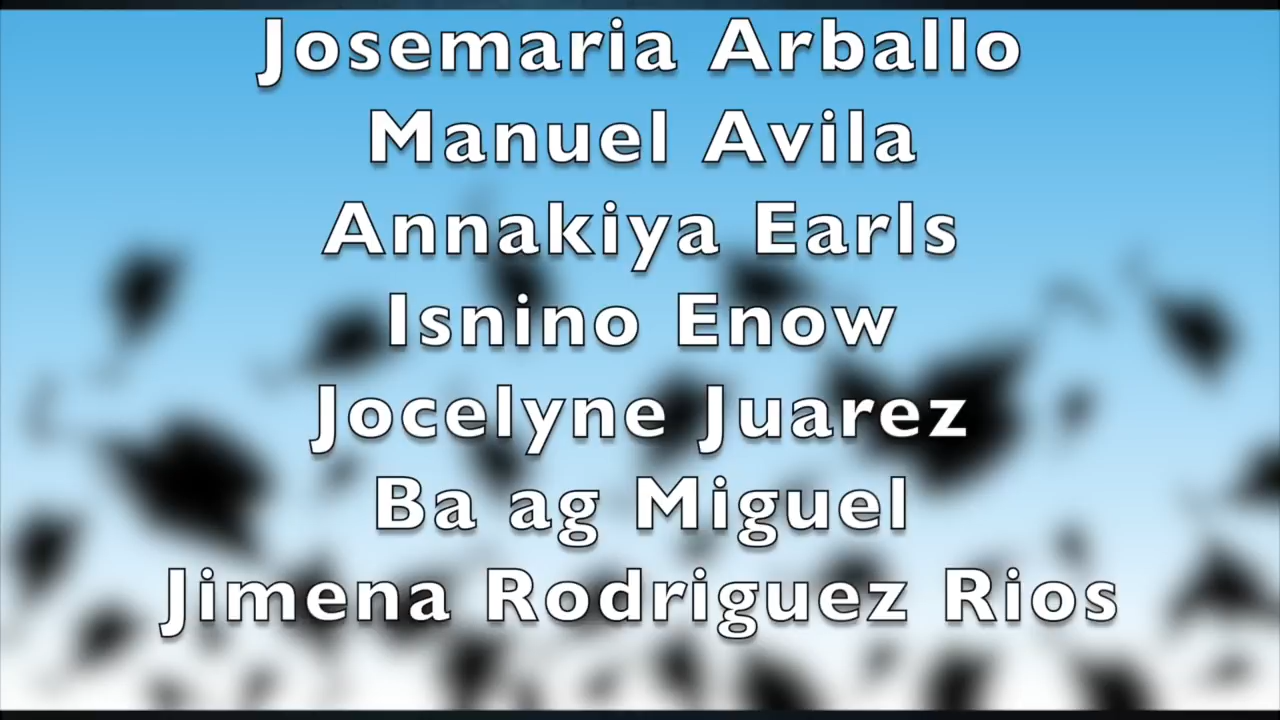 Josemaria Arballo
Manuel Avila
Annakiya Earls
Isnino Enow
Jocelyne Juarez
Ba ag Miguel
Jimena Rodriguez Rios